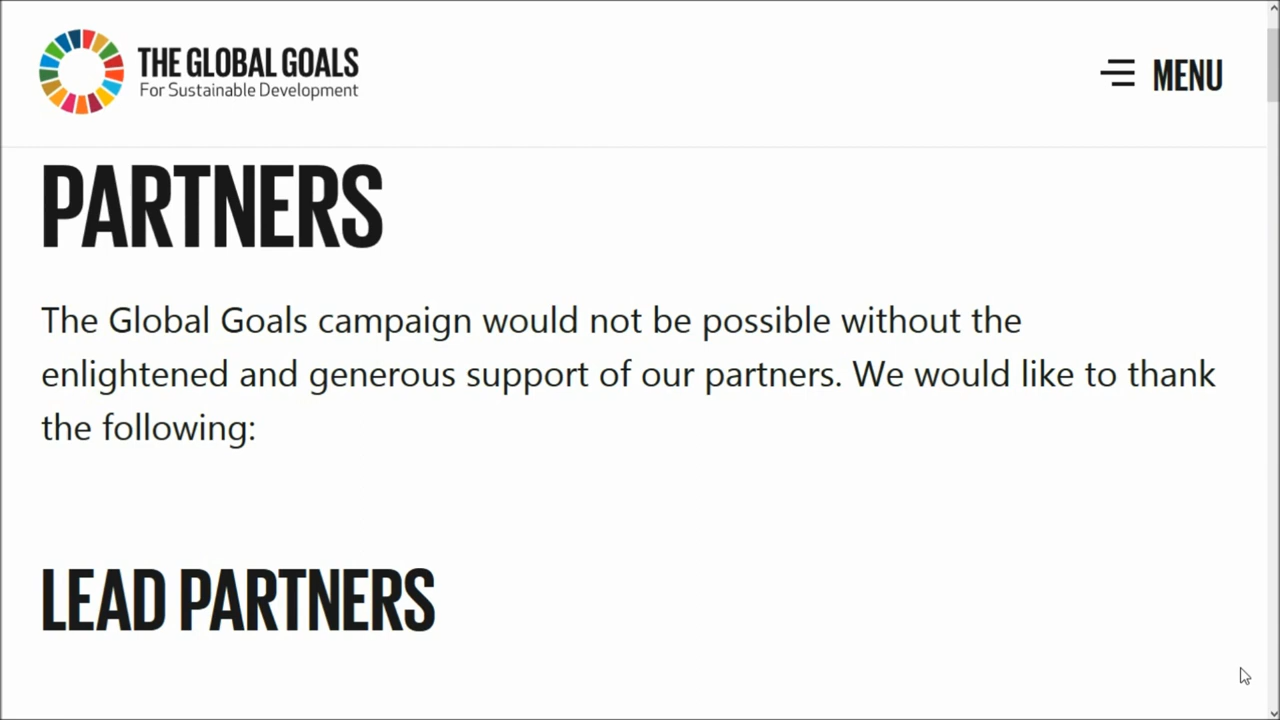 THE GLOBAL GOALS
For Sustainable Development
MENU
PARTNERS
The Global Goals campaign would not be possible without the
enlightened and generous support of our partners. We would like to thank
the following:
LEAD PARTNERS